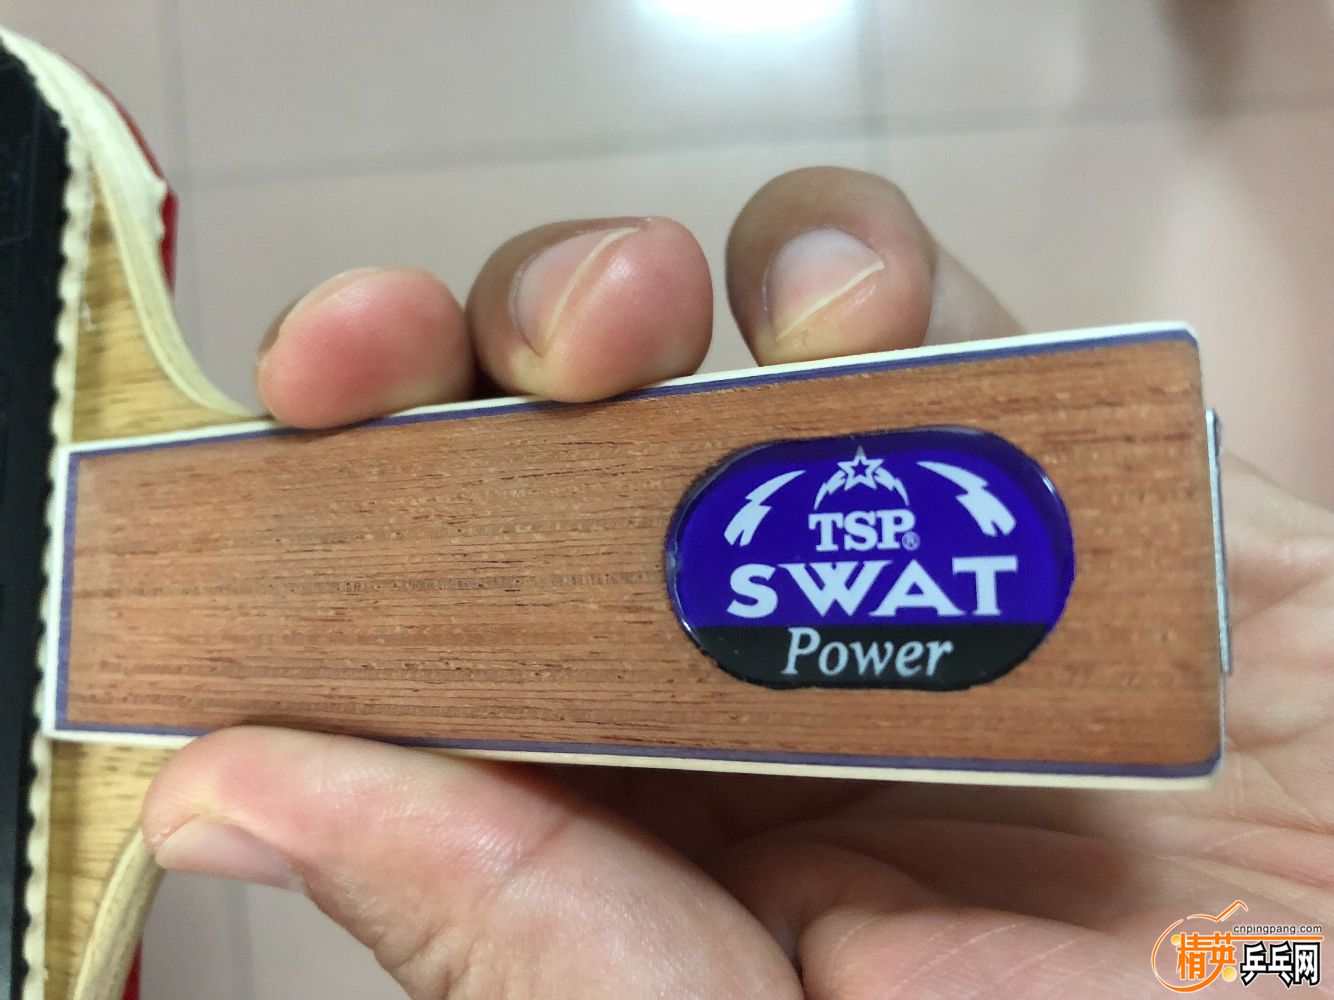 TSP®
SWAT
Power
cnpingpang.com
精英乒乓网